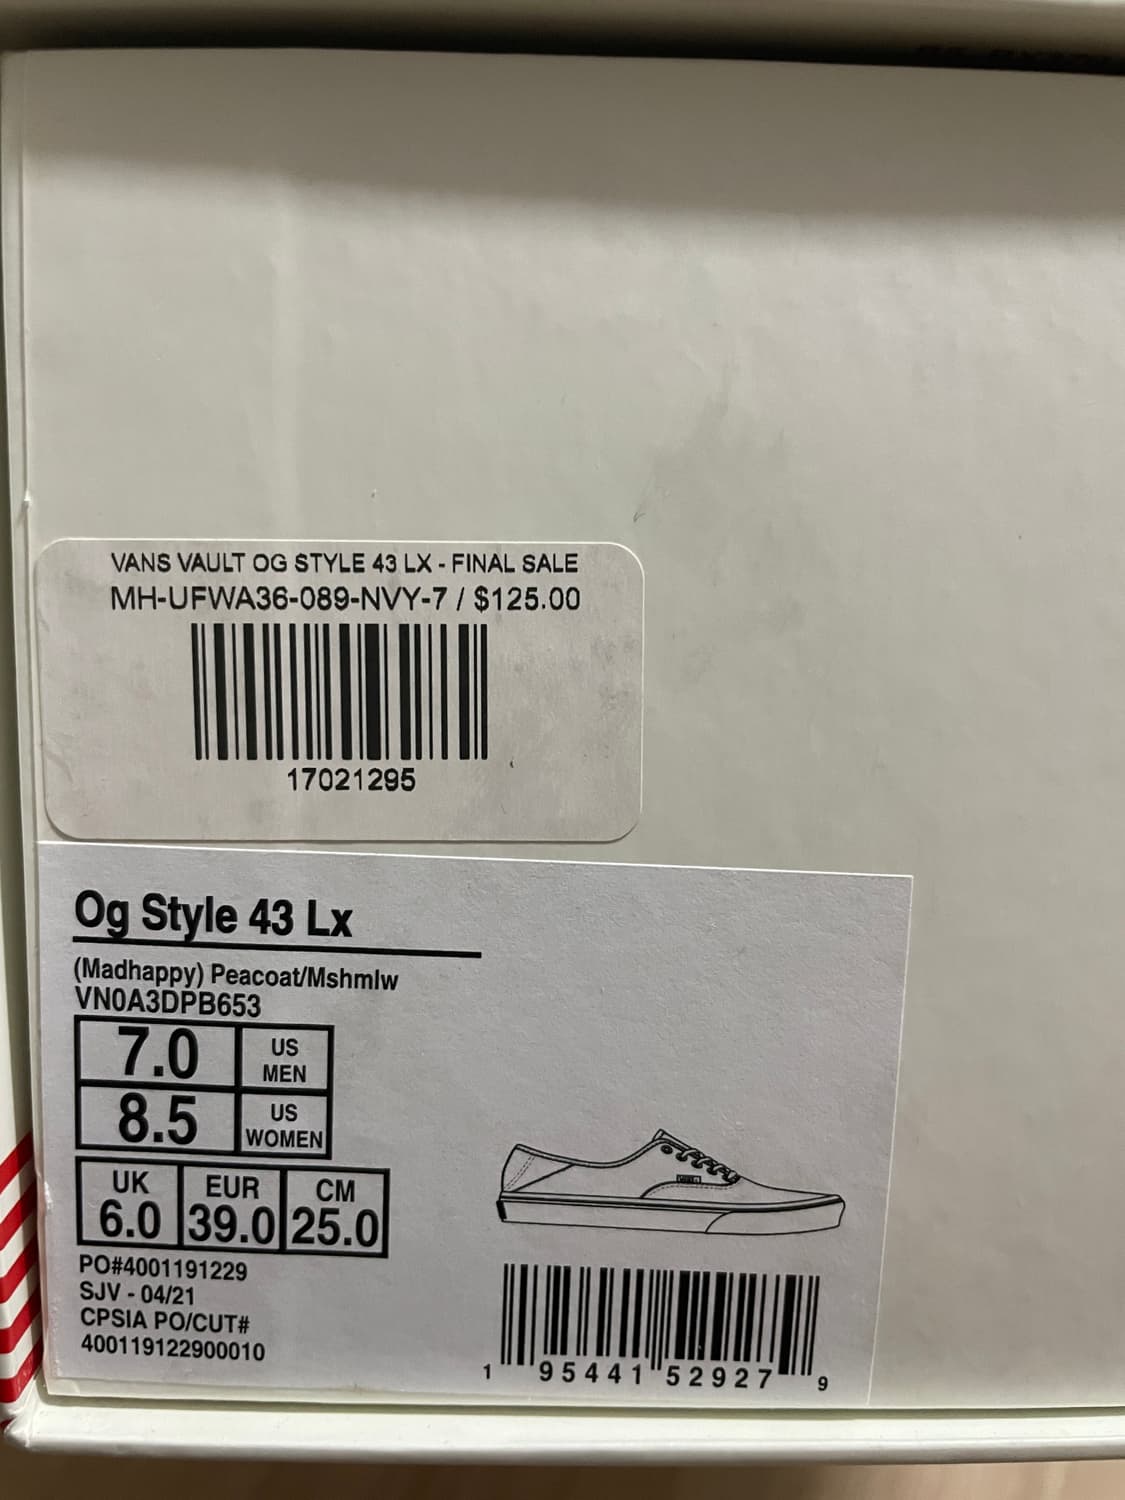 VANS VAULT OG STYLE 43 LX - FINAL SALE
MH-UFWA36-089-NVY-7 / $125.00
17021295
Og Style 43 Lx
(Madhappy) Peacoat/Mshmlw
VN0A3DPB653
7.0 US MEN
8.5 US WOMEN
UK EUR CM
6.0 39.0 25.0
PO#4001191229
SJV - 04/21
CPSIA PO/CUT#
400119122900010
1 95441 52927 9